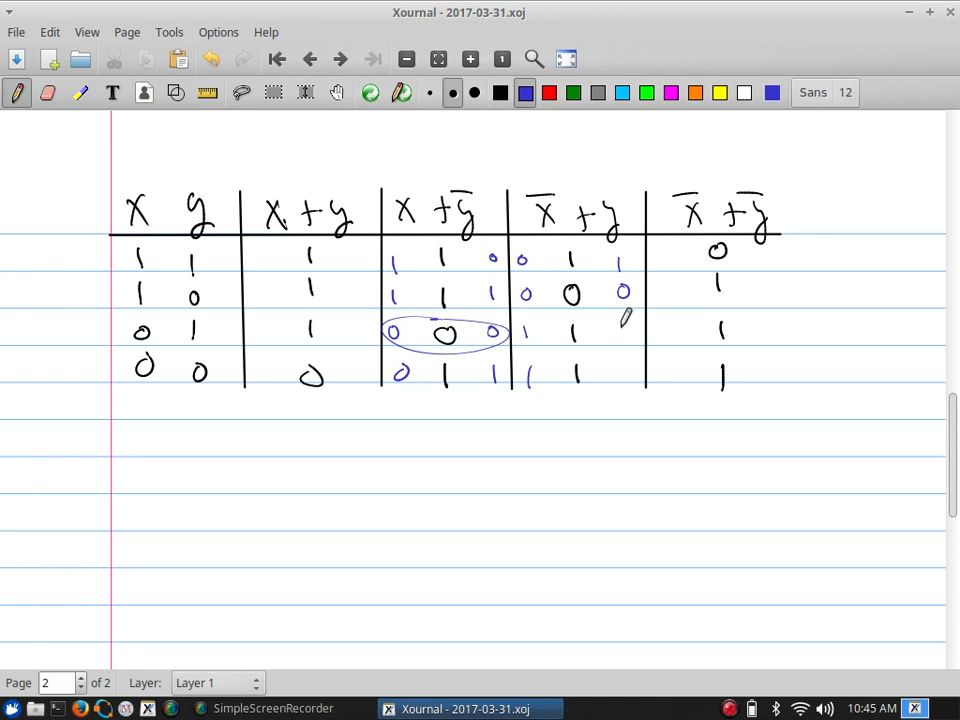 Xournal - 2017-03-31.xoj
File Edit View Page Tools Options Help
T 1 Sans 12
x y x + y x + y̅ x̅ + y x̅ + y̅
1 1 1 1 1 0 0 1 1 0
1 0 1 1 1 1 0 0 0 1
0 1 1 0 0 0 1 1 1
0 0 0 0 1 1 1 1 1
Page 2 of 2 Layer: Layer 1
SimpleScreenRecorder Xournal - 2017-03-31.xoj 10:45 AM